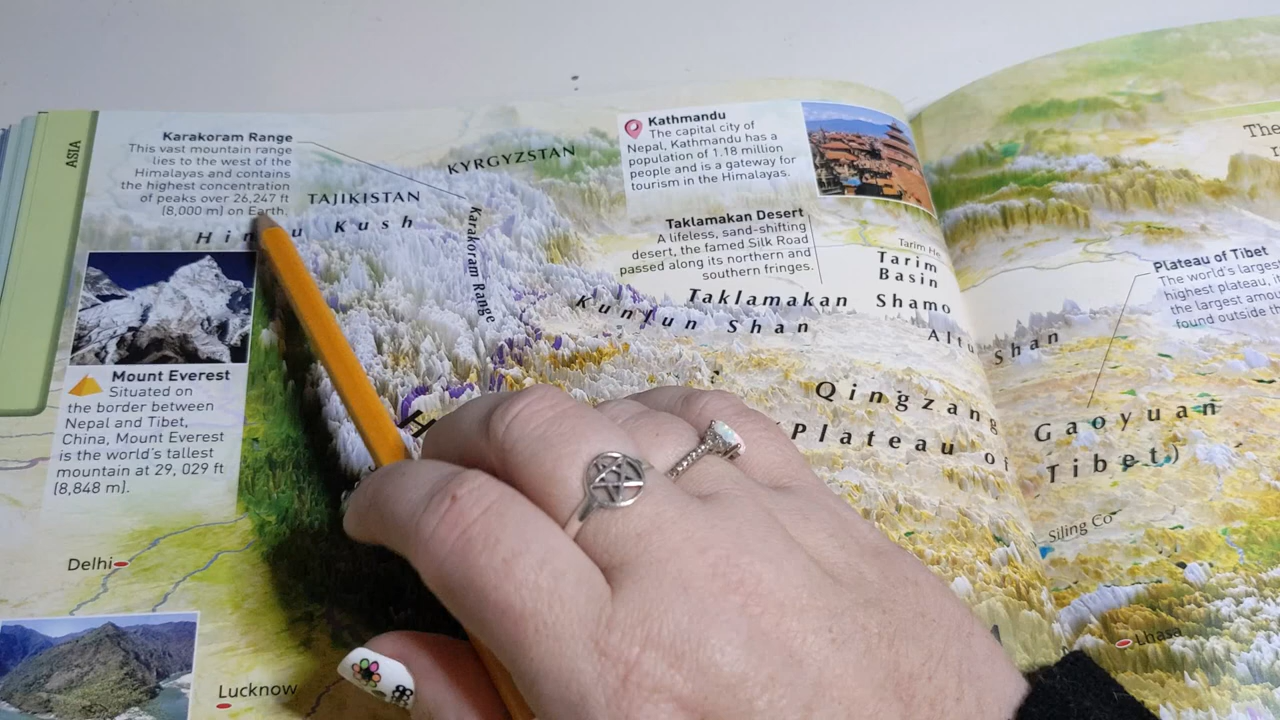 ASIA
Karakoram Range
This vast mountain range
lies to the west of the
Himalayas and contains
the highest concentration
of peaks over 26,247 ft
(8,000 m) on Earth.
TAJIKISTAN
KYRGYZSTAN
Kathmandu
The capital city of
Nepal, Kathmandu has a
population of 1.18 million
people and is a gateway for
tourism in the Himalayas.
The
Kush
Karakoram Range
Taklamakan Desert
A lifeless, sand-shifting
desert, the famed Silk Road
passed along its northern and
southern fringes.
Tarim
Tarim
Basin
Plateau of Tibet
The world's largest
highest plateau,
the largest
found outside
Taklamakan Shamo
Kunlun Shan
Altu Shan
Mount Everest
Situated on
the border between
Nepal and Tibet,
China, Mount Everest
is the world's tallest
mountain at 29, 029 ft
(8,848 m).
Qingzang Gaoyuan
(Plateau of Tibet)
Siling Co
Delhi
Lhasa
Lucknow